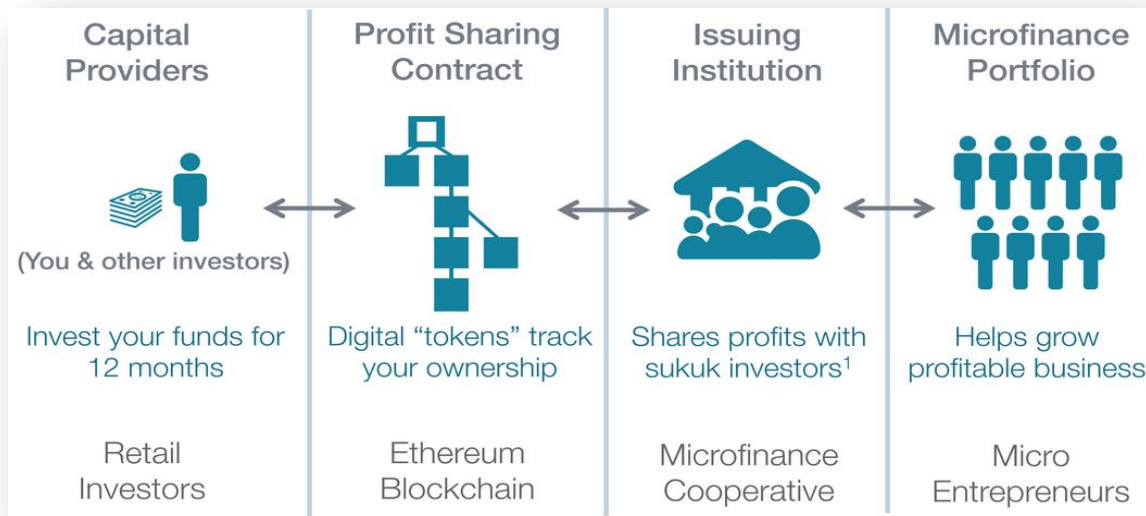 Capital
Providers
(You & other investors)
Invest your funds for
12 months
Retail
Investors
Profit Sharing
Contract
Digital “tokens” track
your ownership
Ethereum
Blockchain
Issuing
Institution
Shares profits with
sukuk investors¹
Microfinance
Cooperative
Microfinance
Portfolio
Helps grow
profitable business
Micro
Entrepreneurs